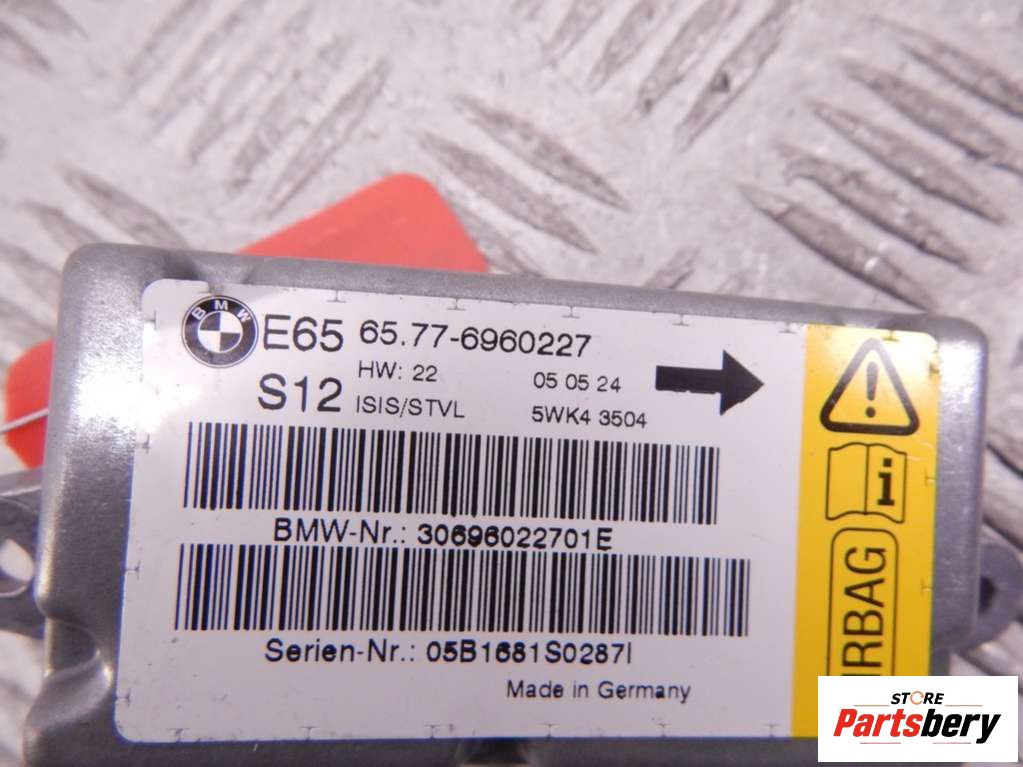 BMW
E65 65.77-6960227
HW: 22 05 05 24
S12 ISIS/STVL 5WK4 3504
i
BMW-Nr.: 30696022701E
AIRBAG
Serien-Nr.: 05B1681S0287I
Made in Germany
STORE
Partsbery